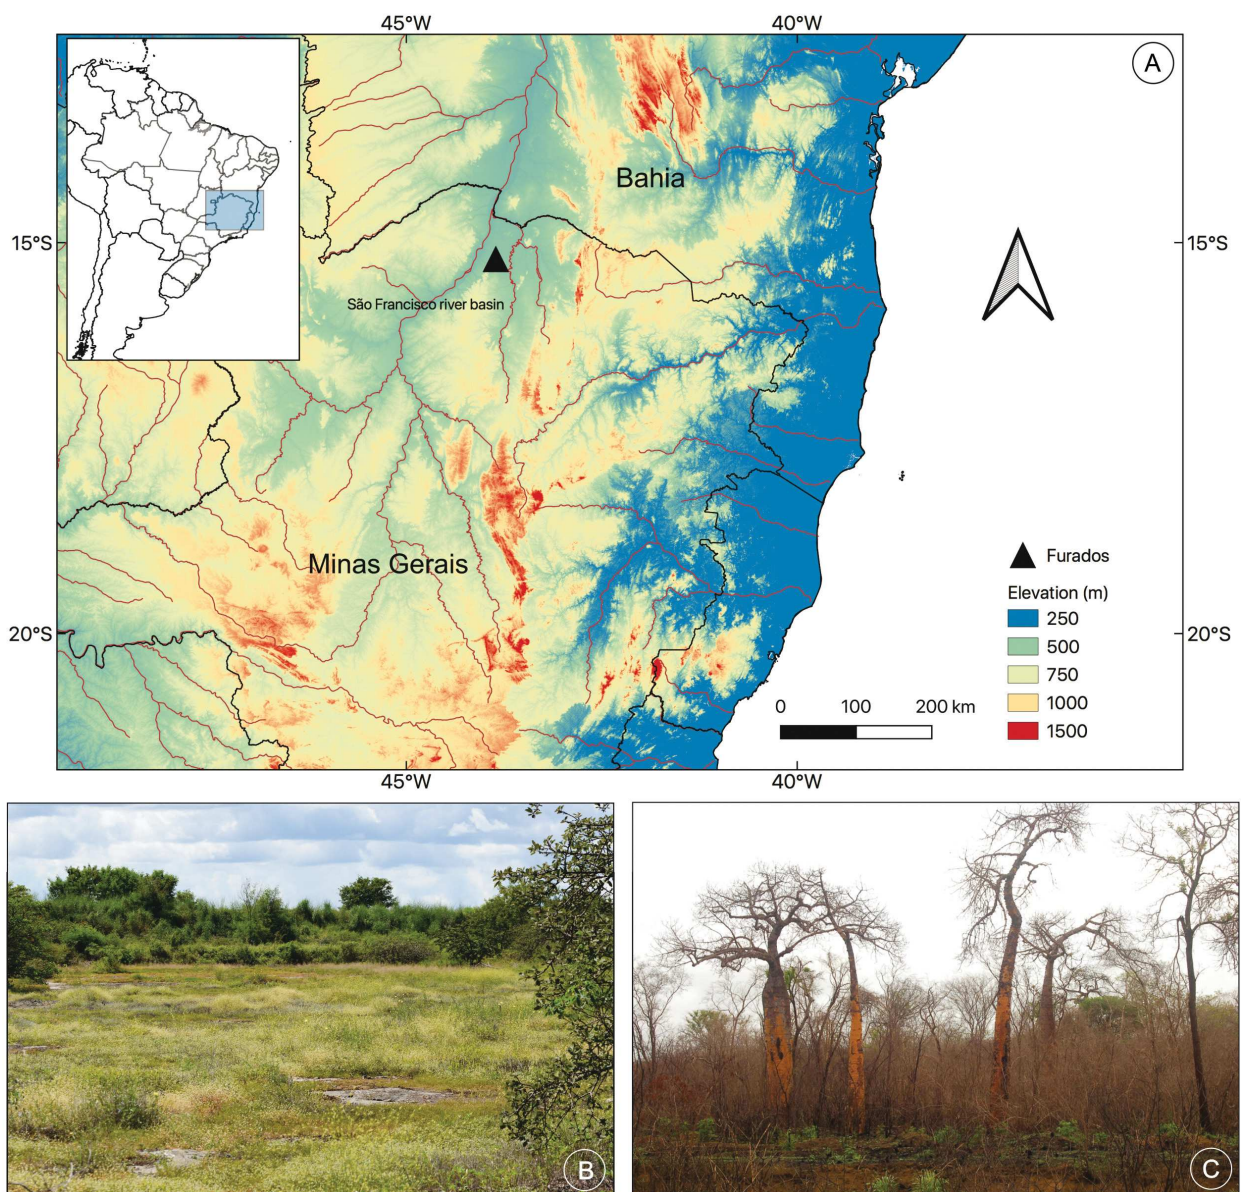 45°W
40°W
A
Bahia
15°S
15°S
São Francisco river basin
Minas Gerais
Furados
Elevation (m)
250
500
750
1000
1500
20°S
20°S
0 100 200 km
45°W
40°W
B
C